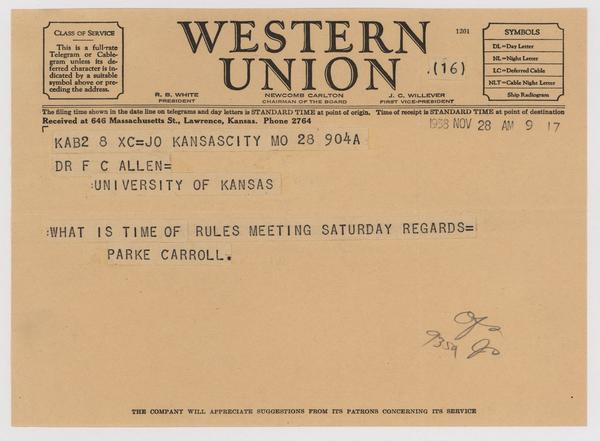 CLASS OF SERVICE
This is a full-rate
Telegram or Cable-
gram unless its de-
ferred character is in-
dicated by a suitable
symbol above or pre-
ceding the address.
WESTERN
UNION
1201
(16)
R. B. WHITE
PRESIDENT
NEWCOMB CARLTON
CHAIRMAN OF THE BOARD
J. C. WILLEVER
FIRST VICE-PRESIDENT
SYMBOLS
DL=Day Letter
NL=Night Letter
LC=Deferred Cable
NLT=Cable Night Letter
Ship Radiogram
The filing time shown in the date line on telegrams and day letters is STANDARD TIME at point of origin. Time of receipt is STANDARD TIME at point of destination
Received at 646 Massachusetts St., Lawrence, Kansas. Phone 2764
1938 NOV 28 AM 9 17
KAB2 8 XC=JO KANSASCITY MO 28 904A
DR F C ALLEN=
:UNIVERSITY OF KANSAS
:WHAT IS TIME OF RULES MEETING SATURDAY REGARDS=
PARKE CARROLL.
935a
THE COMPANY WILL APPRECIATE SUGGESTIONS FROM ITS PATRONS CONCERNING ITS SERVICE